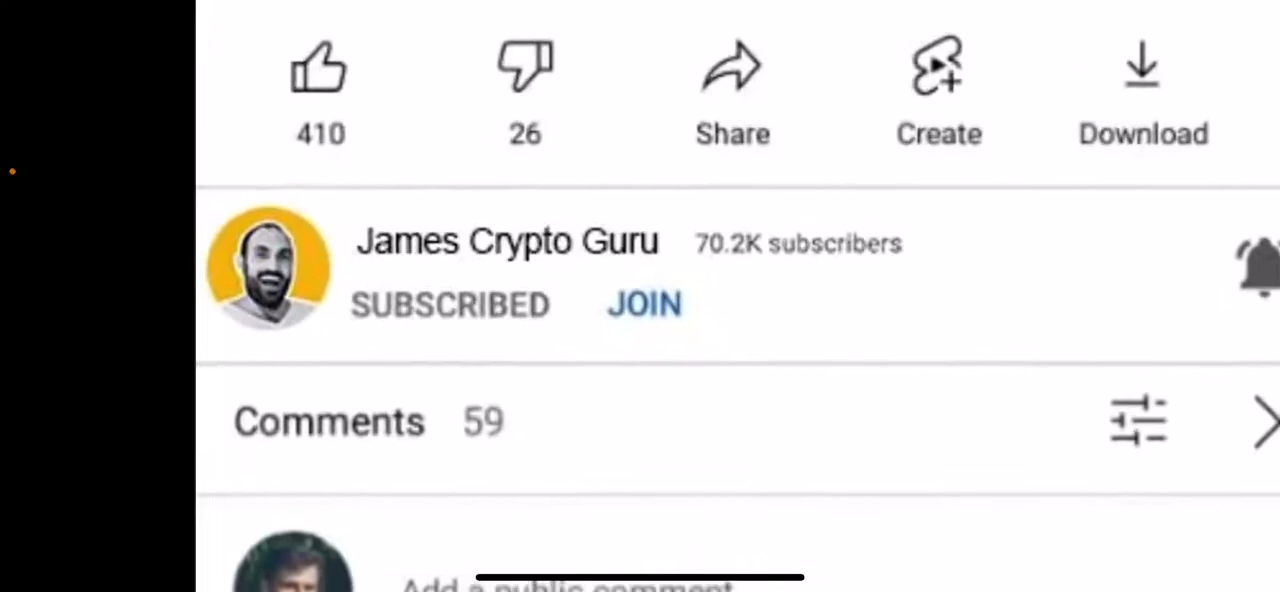 410 26 Share Create Download
James Crypto Guru 70.2K subscribers
SUBSCRIBED JOIN
Comments 59
Add a public comment